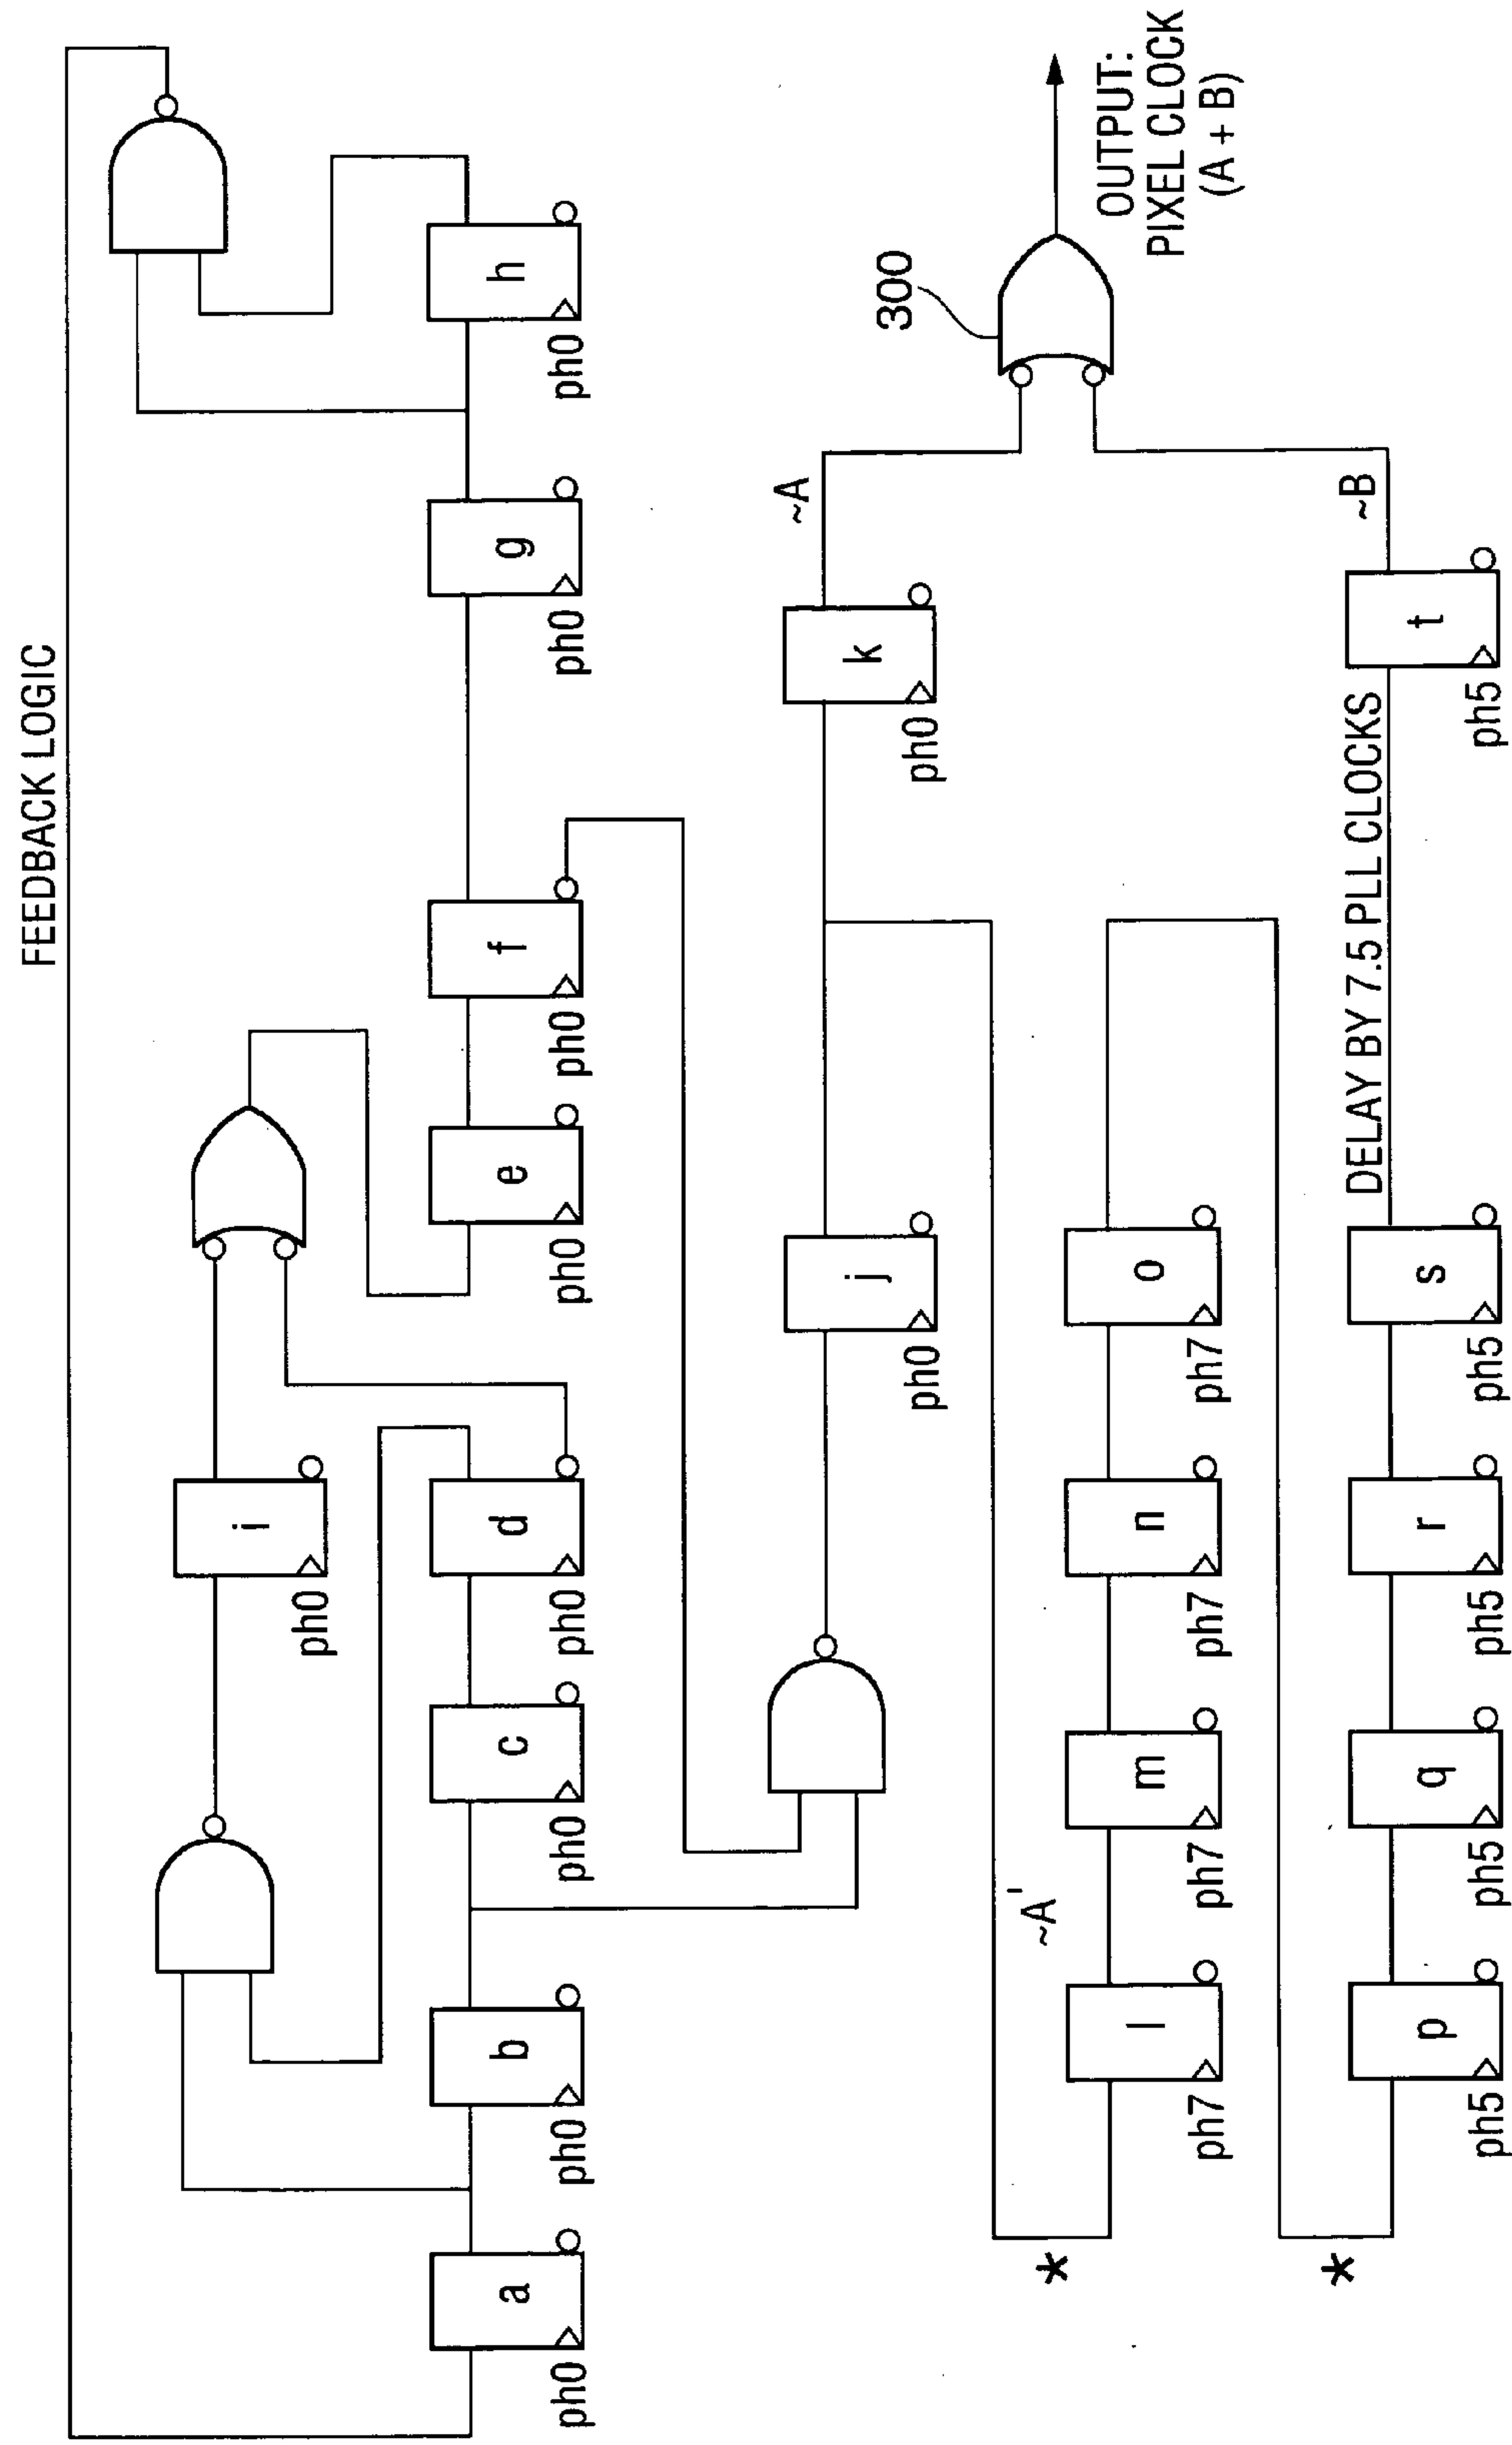 FEEDBACK LOGIC
i
ph0
a
ph0
b
ph0
c
ph0
d
ph0
e
ph0
f
ph0
g
ph0
h
ph0
j
ph0
k
ph0
~A
300
OUTPUT:
PIXEL CLOCK
(A + B)
~A'
*
l
ph7
m
ph7
n
ph7
o
ph7
*
p
ph5
q
ph5
r
ph5
s
ph5
DELAY BY 7.5 PLL CLOCKS
t
ph5
~B